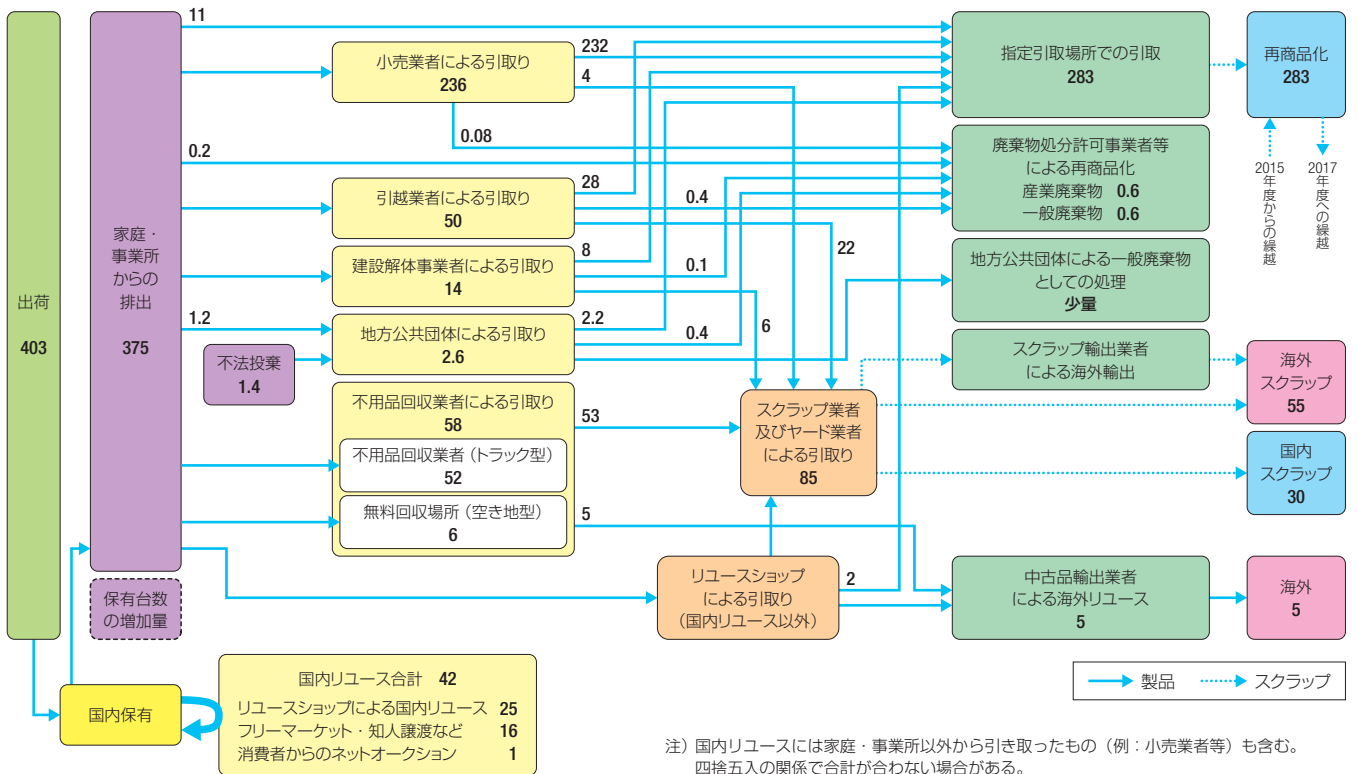 出荷
403
家庭・
事業所
からの
排出
375
保有台数
の増加量
国内保有
11
小売業者による引取り
236
232
4
0.08
0.2
引越業者による引取り
50
28
0.4
22
建設解体事業者による引取り
14
8
0.1
6
1.2
地方公共団体による引取り
2.6
2.2
0.4
不法投棄
1.4
不用品回収業者による引取り
58
53
不用品回収業者（トラック型）
52
無料回収場所（空き地型）
6
5
スクラップ業者
及びヤード業者
による引取り
85
リユースショップ
による引取り
（国内リユース以外）
2
指定引取場所での引取
283
廃棄物処分許可事業者等
による再商品化
産業廃棄物 0.6
一般廃棄物 0.6
地方公共団体による一般廃棄物
としての処理
少量
スクラップ輸出業者
による海外輸出
中古品輸出業者
による海外リユース
5
再商品化
283
2015年度からの繰越
2017年度への繰越
海外
スクラップ
55
国内
スクラップ
30
海外
5
国内リユース合計 42
リユースショップによる国内リユース 25
フリーマーケット・知人譲渡など 16
消費者からのネットオークション 1
製品 スクラップ
注）国内リユースには家庭・事業所以外から引き取ったもの（例：小売業者等）も含む。
四捨五入の関係で合計が合わない場合がある。